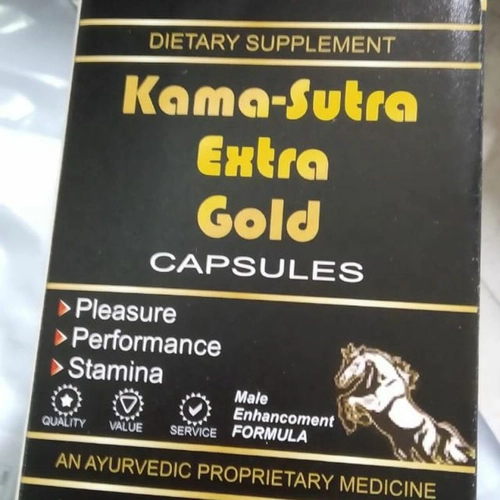 DIETARY SUPPLEMENT
Kama-Sutra
Extra
Gold
CAPSULES
Pleasure
Performance
Stamina
QUALITY
VALUE
SERVICE
Male
Enhancoment
FORMULA
AN AYURVEDIC PROPRIETARY MEDICINE